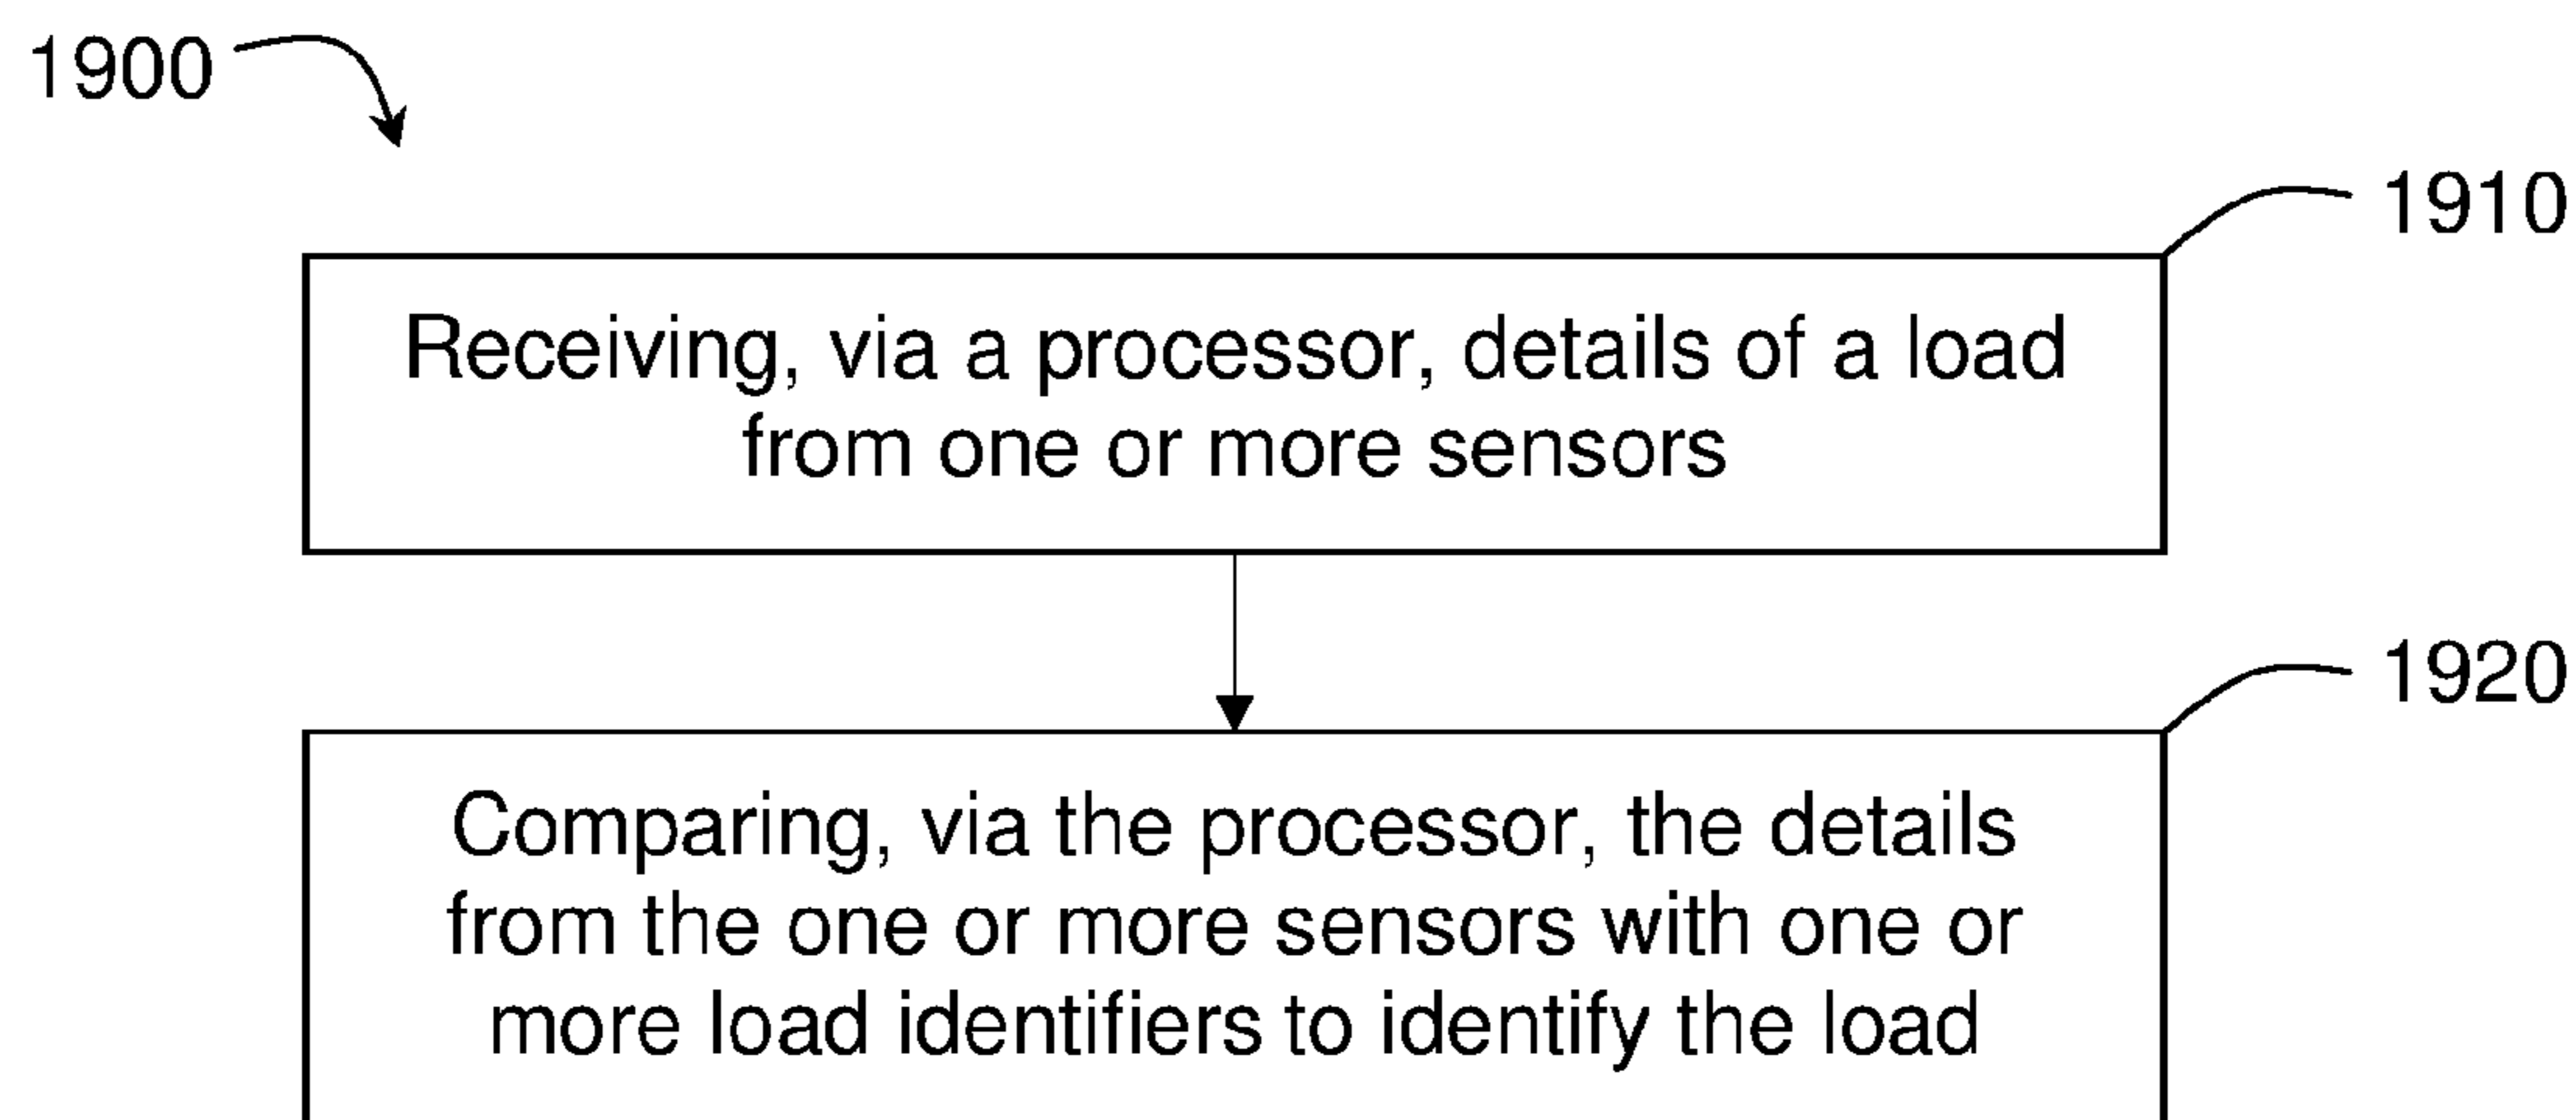 1900
1910
Receiving, via a processor, details of a load
from one or more sensors
1920
Comparing, via the processor, the details
from the one or more sensors with one or
more load identifiers to identify the load